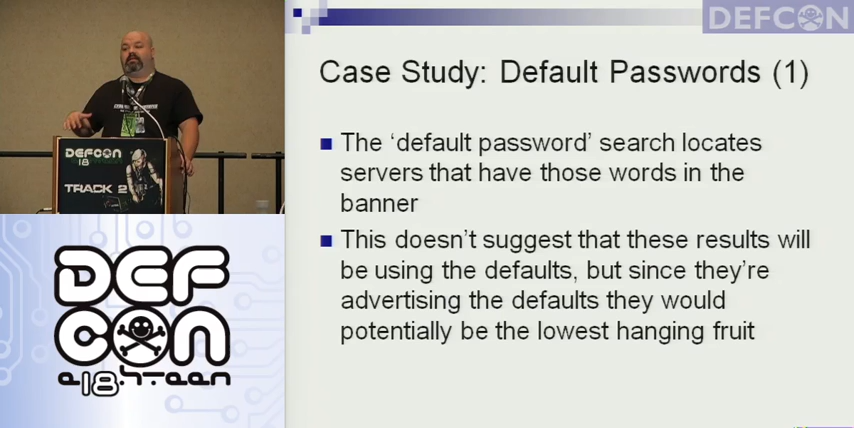 DEFCON
Case Study: Default Passwords (1)
The ‘default password’ search locates
servers that have those words in the
banner
This doesn’t suggest that these results will
be using the defaults, but since they’re
advertising the defaults they would
potentially be the lowest hanging fruit
DEFCON
18
TRACK 2
DEF
CON
e18hteen